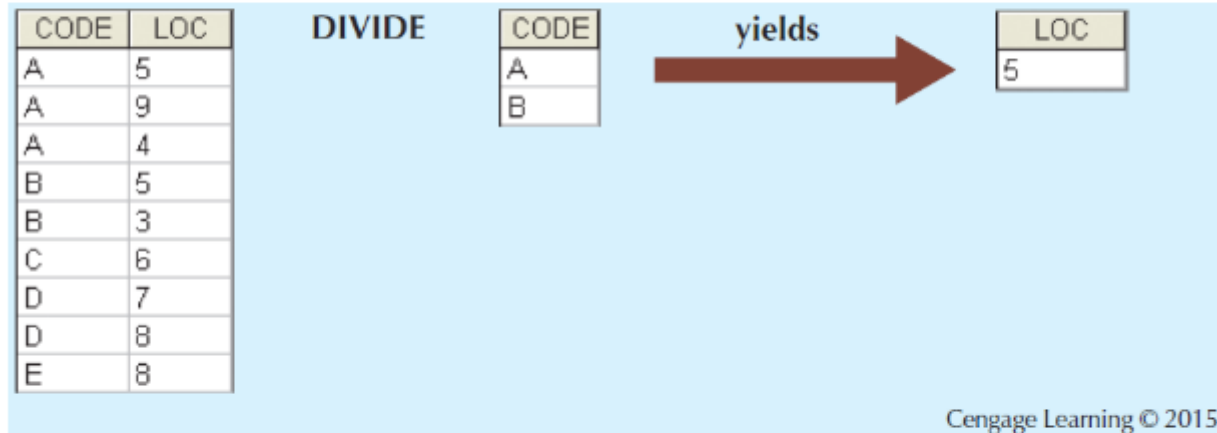 CODE LOC DIVIDE CODE yields LOC
A 5 A 5
A 9 B
A 4
B 5
B 3
C 6
D 7
D 8
E 8
Cengage Learning © 2015